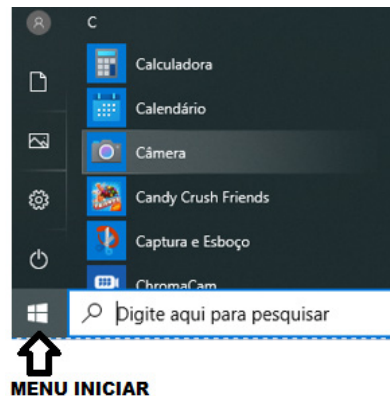 C
Calculadora
Calendário
Câmera
Candy Crush Friends
Captura e Esboço
ChromaCam
Digite aqui para pesquisar
MENU INICIAR